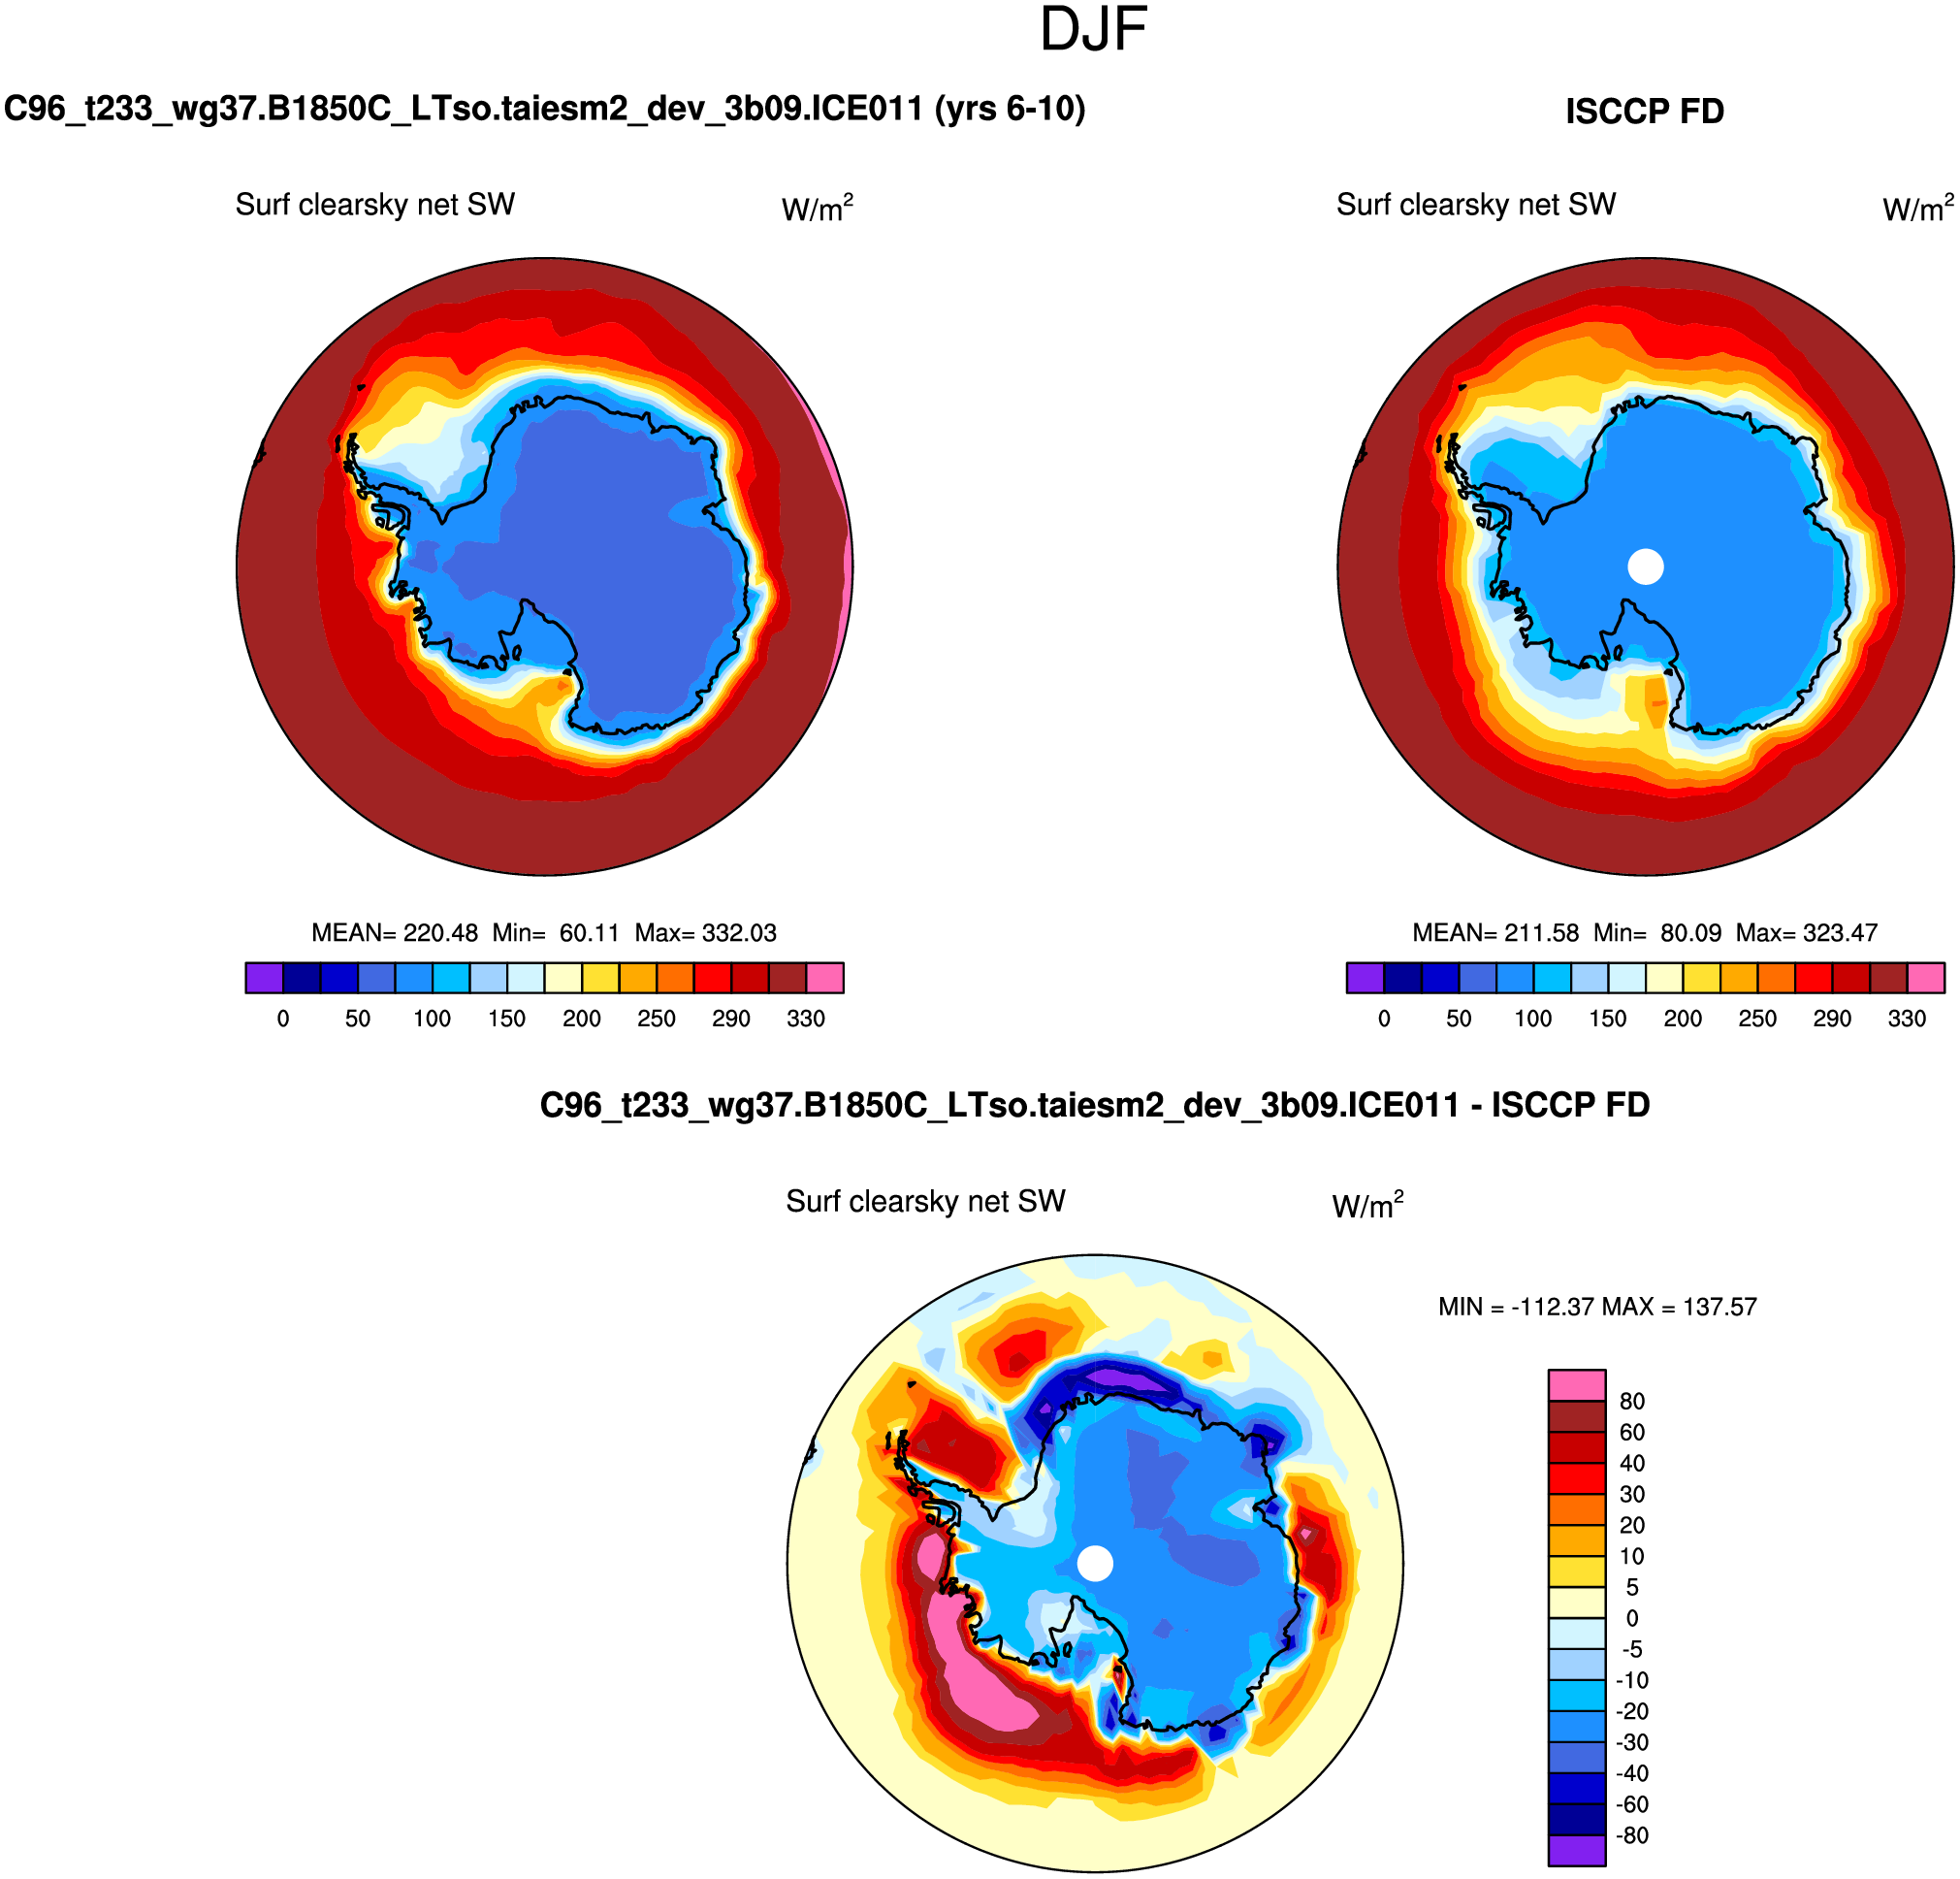 DJF
C96_t233_wg37.B1850C_LTso.taiesm2_dev_3b09.ICE011 (yrs 6-10)
ISCCP FD
Surf clearsky net SW W/m²
Surf clearsky net SW W/m²
MEAN= 220.48 Min= 60.11 Max= 332.03
MEAN= 211.58 Min= 80.09 Max= 323.47
0 50 100 150 200 250 290 330
0 50 100 150 200 250 290 330
C96_t233_wg37.B1850C_LTso.taiesm2_dev_3b09.ICE011 - ISCCP FD
Surf clearsky net SW W/m²
MIN = -112.37 MAX = 137.57
80
60
40
30
20
10
5
0
-5
-10
-20
-30
-40
-60
-80